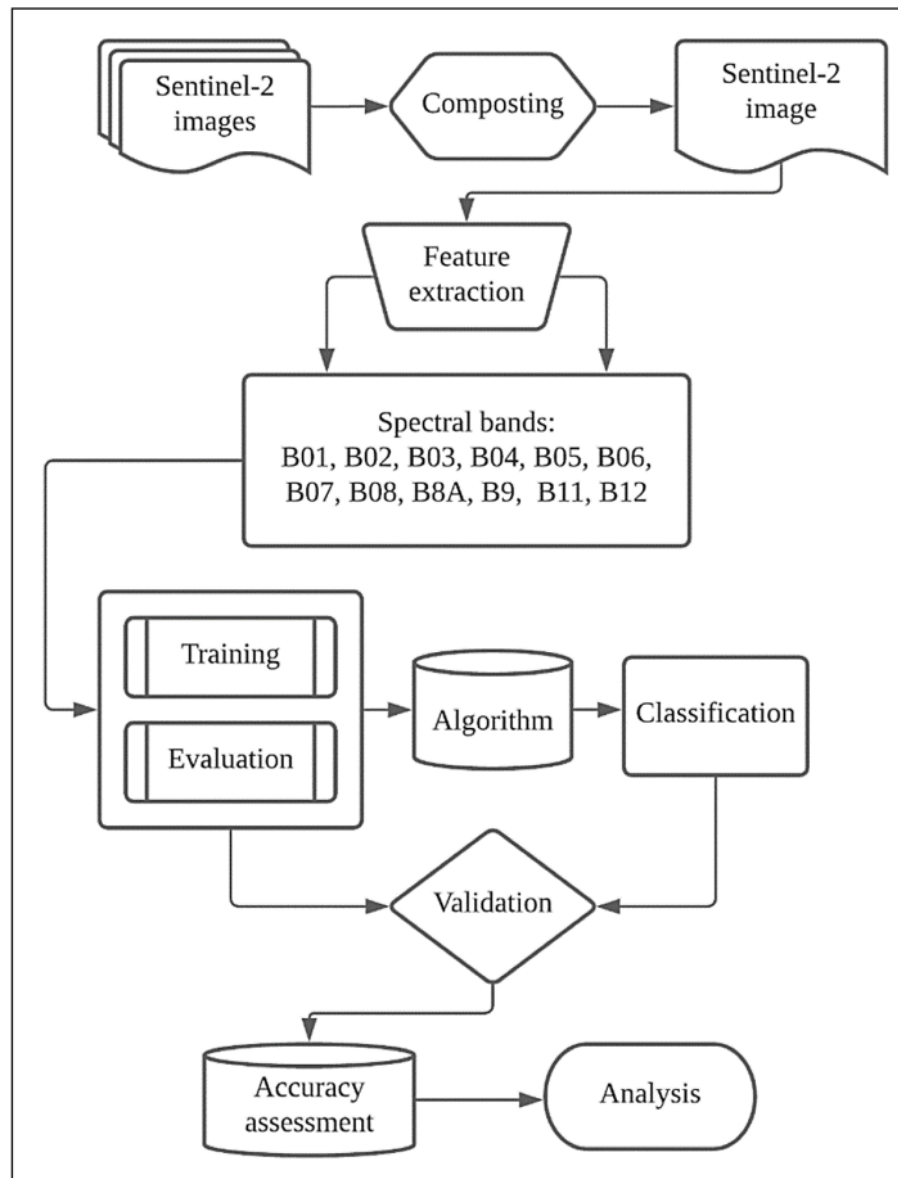 Sentinel-2
images
Composting
Sentinel-2
image
Feature
extraction
Spectral bands:
B01, B02, B03, B04, B05, B06,
B07, B08, B8A, B9, B11, B12
Training
Evaluation
Algorithm
Classification
Validation
Accuracy
assessment
Analysis